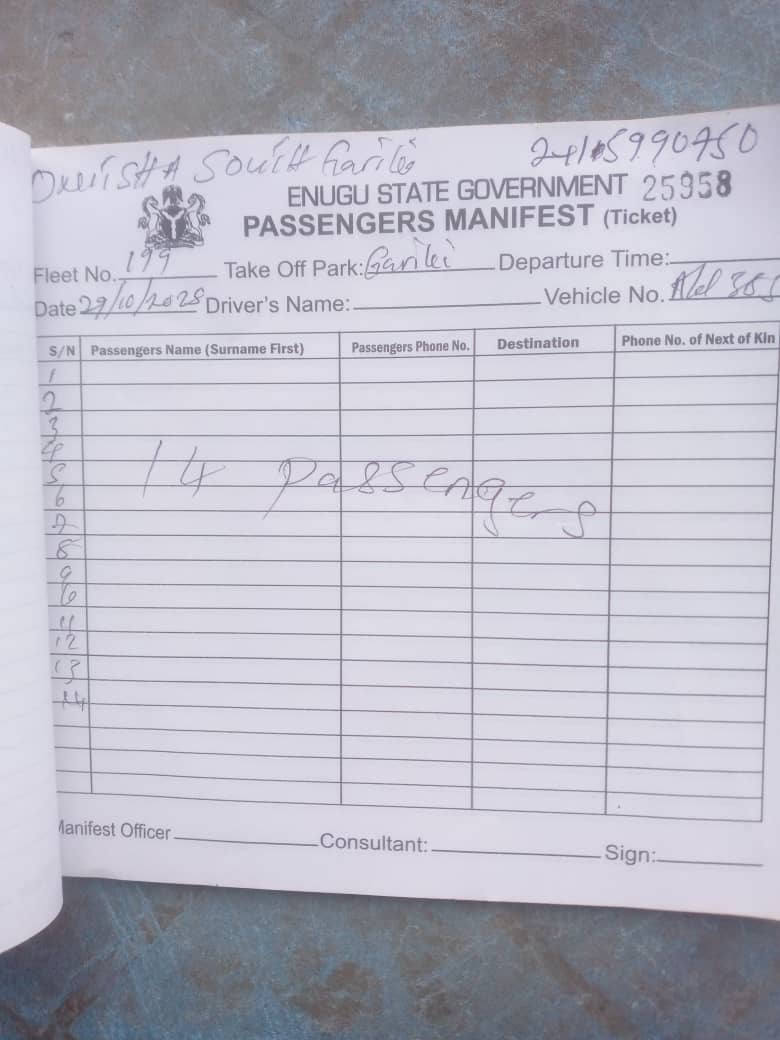 ONITSHA SOUTH Gariki
2415990750
ENUGU STATE GOVERNMENT 25958
PASSENGERS MANIFEST (Ticket)
Fleet No. 199 Take Off Park: Gariki Departure Time:
Date 29/10/2025 Driver's Name: Vehicle No.
S/N Passengers Name (Surname First) Passengers Phone No. Destination Phone No. of Next of Kin
1
2
3
4
5
14 Passengers
6
7
8
9
11
12
13
14
Manifest Officer Consultant: Sign: